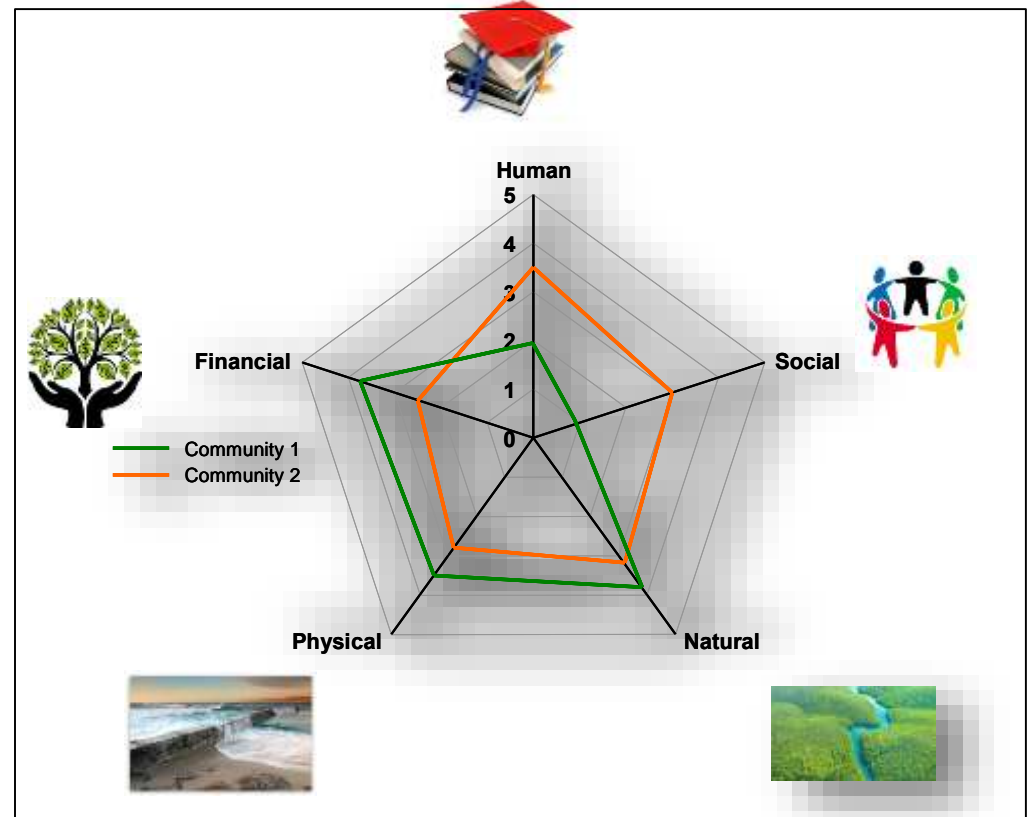 Human
5
4
3
2
1
0
Financial
Social
Community 1
Community 2
Physical
Natural